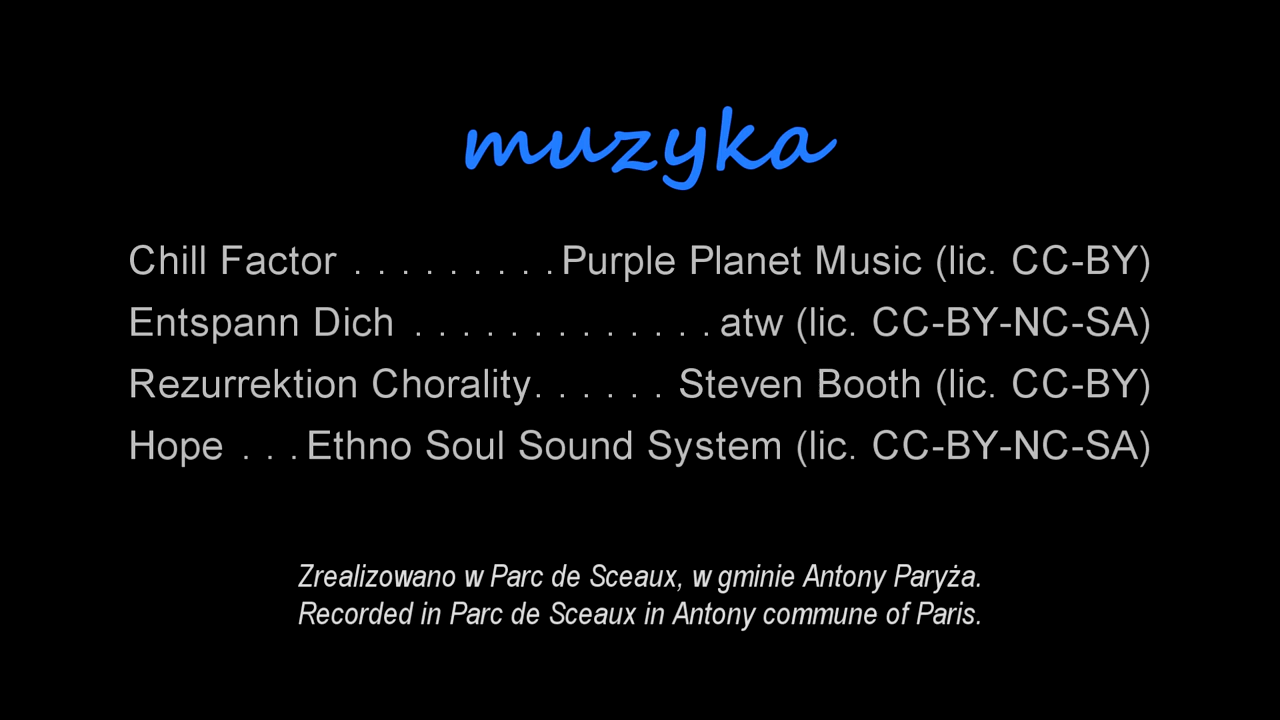 muzyka
Chill Factor . . . . . . . . . Purple Planet Music (lic. CC-BY)
Entspann Dich . . . . . . . . . . . . . atw (lic. CC-BY-NC-SA)
Rezurrektion Chorality. . . . . . Steven Booth (lic. CC-BY)
Hope . . . Ethno Soul Sound System (lic. CC-BY-NC-SA)
Zrealizowano w Parc de Sceaux, w gminie Antony Paryża.
Recorded in Parc de Sceaux in Antony commune of Paris.